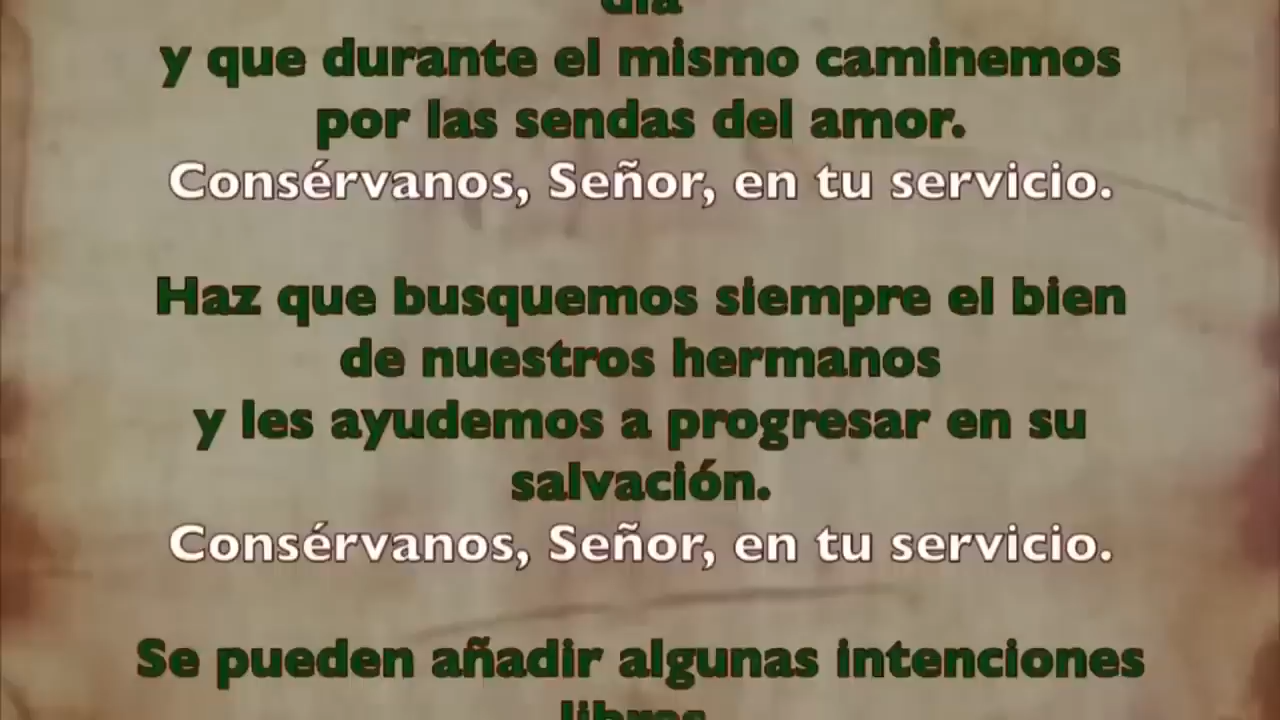 día
y que durante el mismo caminemos
por las sendas del amor.
Consérvanos, Señor, en tu servicio.
Haz que busquemos siempre el bien
de nuestros hermanos
y les ayudemos a progresar en su
salvación.
Consérvanos, Señor, en tu servicio.
Se pueden añadir algunas intenciones
libres